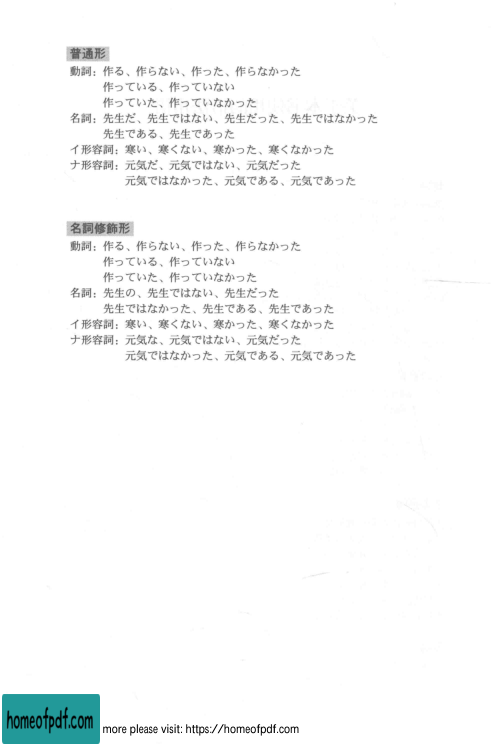 普通形
動詞：作る、作らない、作った、作らなかった
作っている、作っていない
作っていた、作っていなかった
名詞：先生だ、先生ではない、先生だった、先生ではなかった
先生である、先生であった
イ形容詞：寒い、寒くない、寒かった、寒くなかった
ナ形容詞：元気だ、元気ではない、元気だった
元気ではなかった、元気である、元気であった
名詞修飾形
動詞：作る、作らない、作った、作らなかった
作っている、作っていない
作っていた、作っていなかった
名詞：先生の、先生ではない、先生だった
先生ではなかった、先生である、先生であった
イ形容詞：寒い、寒くない、寒かった、寒くなかった
ナ形容詞：元気な、元気ではない、元気だった
元気ではなかった、元気である、元気であった
homeofpdf.com more please visit: https://homeofpdf.com